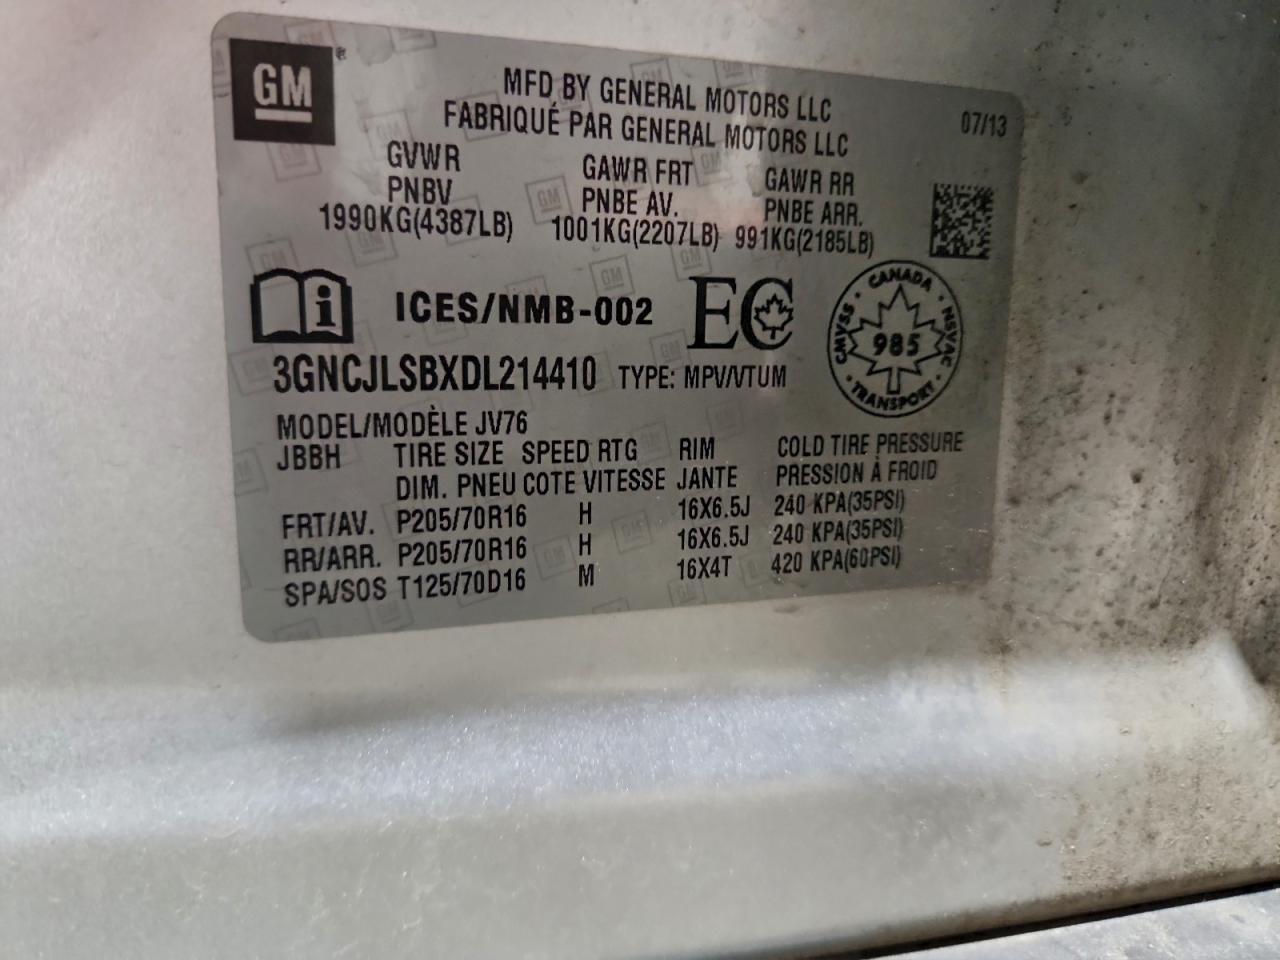 GM
MFD BY GENERAL MOTORS LLC
FABRIQUÉ PAR GENERAL MOTORS LLC
07/13
GVWR GAWR FRT GAWR RR
PNBV PNBE AV. PNBE ARR.
1990KG(4387LB) 1001KG(2207LB) 991KG(2185LB)
ICES/NMB-002 EC
CANADA
CMVSS 985 NSVAC
TRANSPORT
3GNCJLSBXDL214410 TYPE: MPV/VTUM
MODEL/MODÈLE JV76
JBBH TIRE SIZE SPEED RTG RIM COLD TIRE PRESSURE
DIM. PNEU COTE VITESSE JANTE PRESSION À FROID
FRT/AV. P205/70R16 H 16X6.5J 240 KPA(35PSI)
RR/ARR. P205/70R16 H 16X6.5J 240 KPA(35PSI)
SPA/SOS T125/70D16 M 16X4T 420 KPA(60PSI)